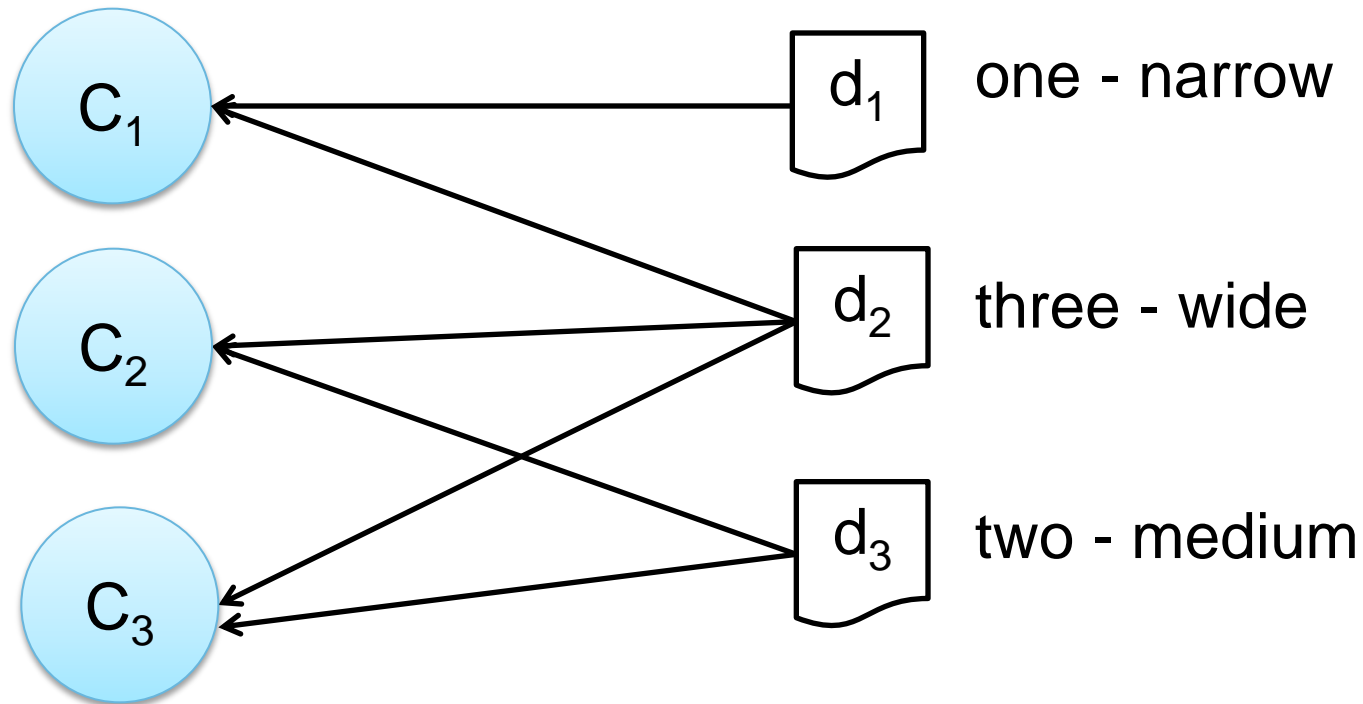 C₁ d₁ one - narrow
C₂ d₂ three - wide
C₃ d₃ two - medium